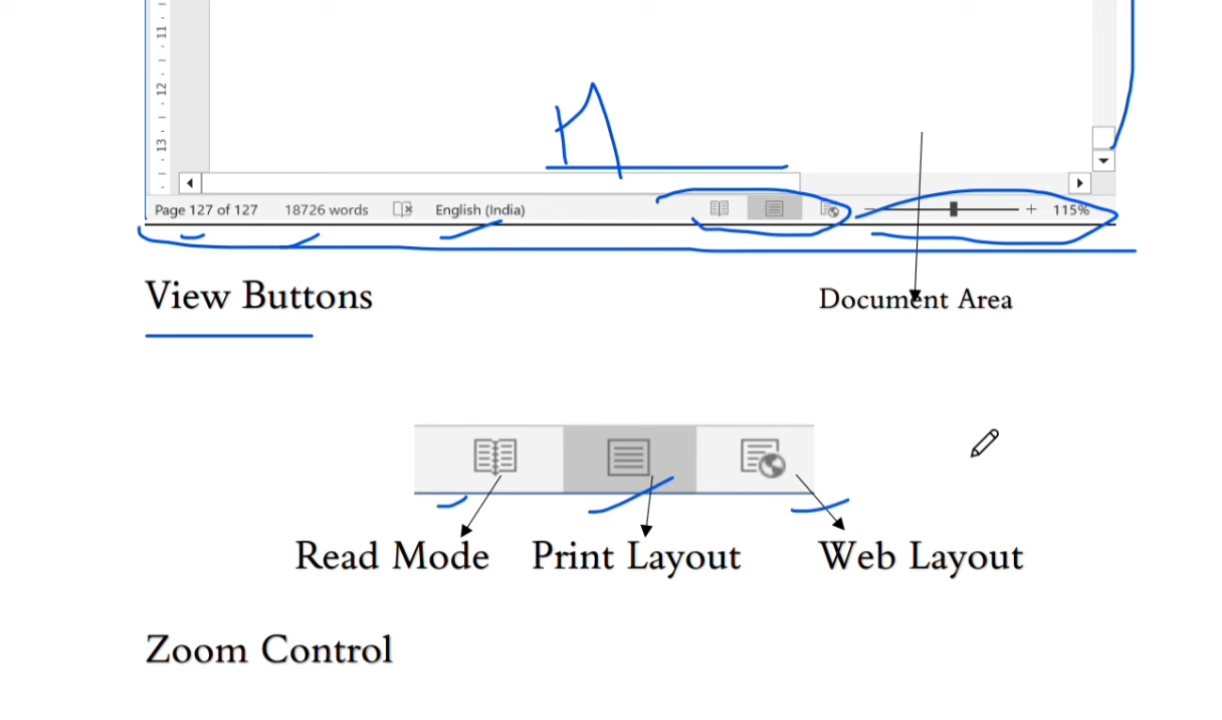 11
12
13
Page 127 of 127 18726 words English (India) 115%
View Buttons Document Area
Read Mode Print Layout Web Layout
Zoom Control